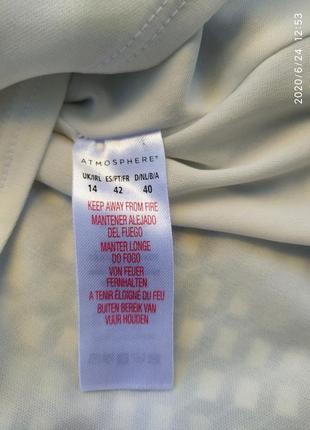 2020/6/24 12:53
ATMOSPHERE®
UK/IRL ES/PT/FR D/NL/B/A
14 42 40
KEEP AWAY FROM FIRE
MANTENER ALEJADO
DEL FUEGO
MANTER LONGE
DO FOGO
VON FEUER
FERNHALTEN
A TENIR ÉLOIGNÉ DU FEU
BUITEN BEREIK VAN
VUUR HOUDEN